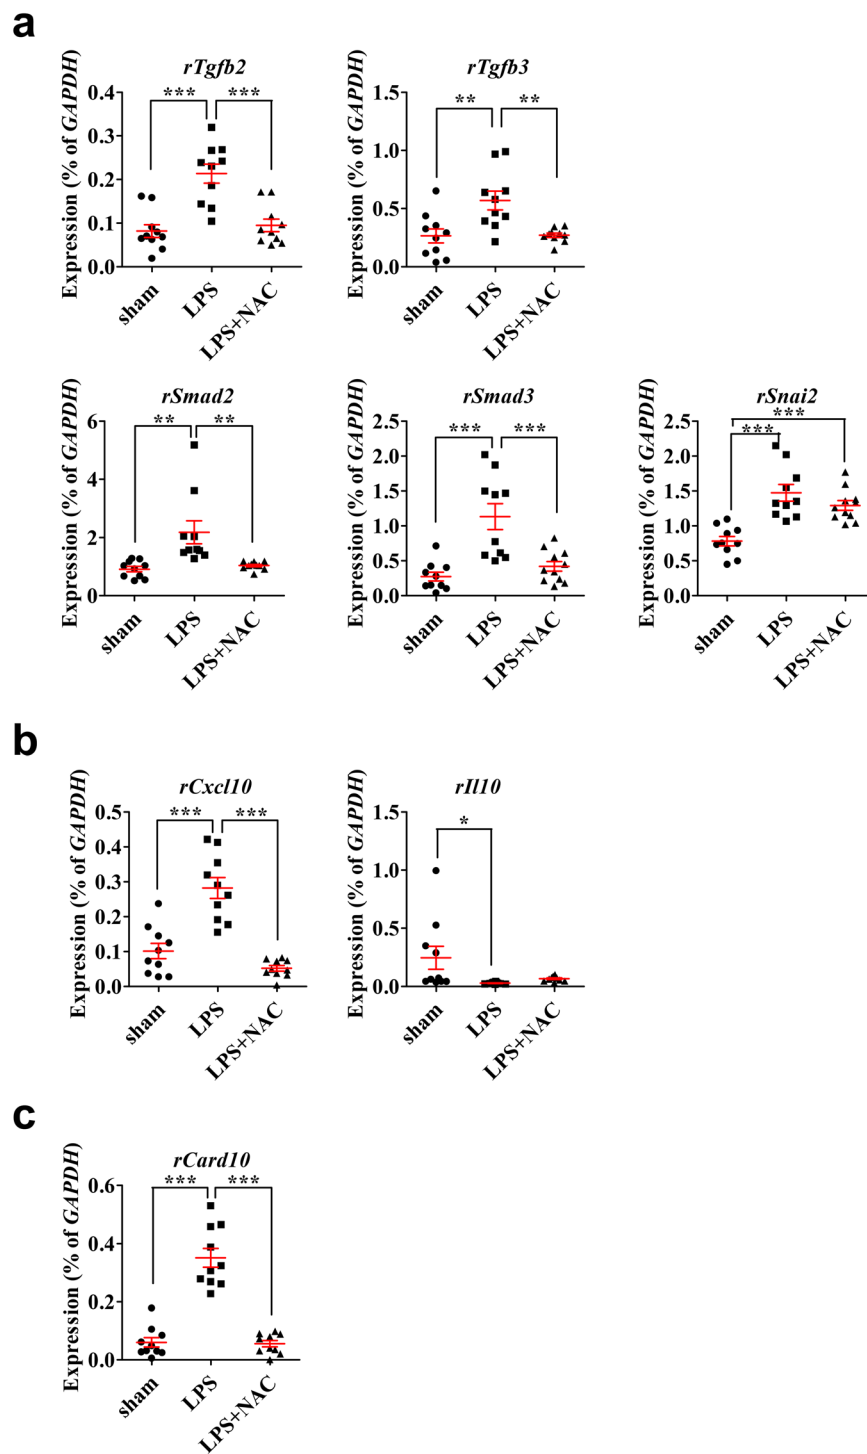 a
rTgfb2
*** ***
Expression (% of GAPDH)
0.4
0.3
0.2
0.1
0.0
sham
LPS
LPS+NAC
rTgfb3
** **
Expression (% of GAPDH)
1.5
1.0
0.5
0.0
sham
LPS
LPS+NAC
rSmad2
** **
Expression (% of GAPDH)
6
4
2
0
sham
LPS
LPS+NAC
rSmad3
*** ***
Expression (% of GAPDH)
2.5
2.0
1.5
1.0
0.5
0.0
sham
LPS
LPS+NAC
rSnai2
***
***
Expression (% of GAPDH)
2.5
2.0
1.5
1.0
0.5
0.0
sham
LPS
LPS+NAC
b
rCxcl10
*** ***
Expression (% of GAPDH)
0.5
0.4
0.3
0.2
0.1
0.0
sham
LPS
LPS+NAC
rIl10
*
Expression (% of GAPDH)
1.5
1.0
0.5
0.0
sham
LPS
LPS+NAC
c
rCard10
*** ***
Expression (% of GAPDH)
0.6
0.4
0.2
0.0
sham
LPS
LPS+NAC